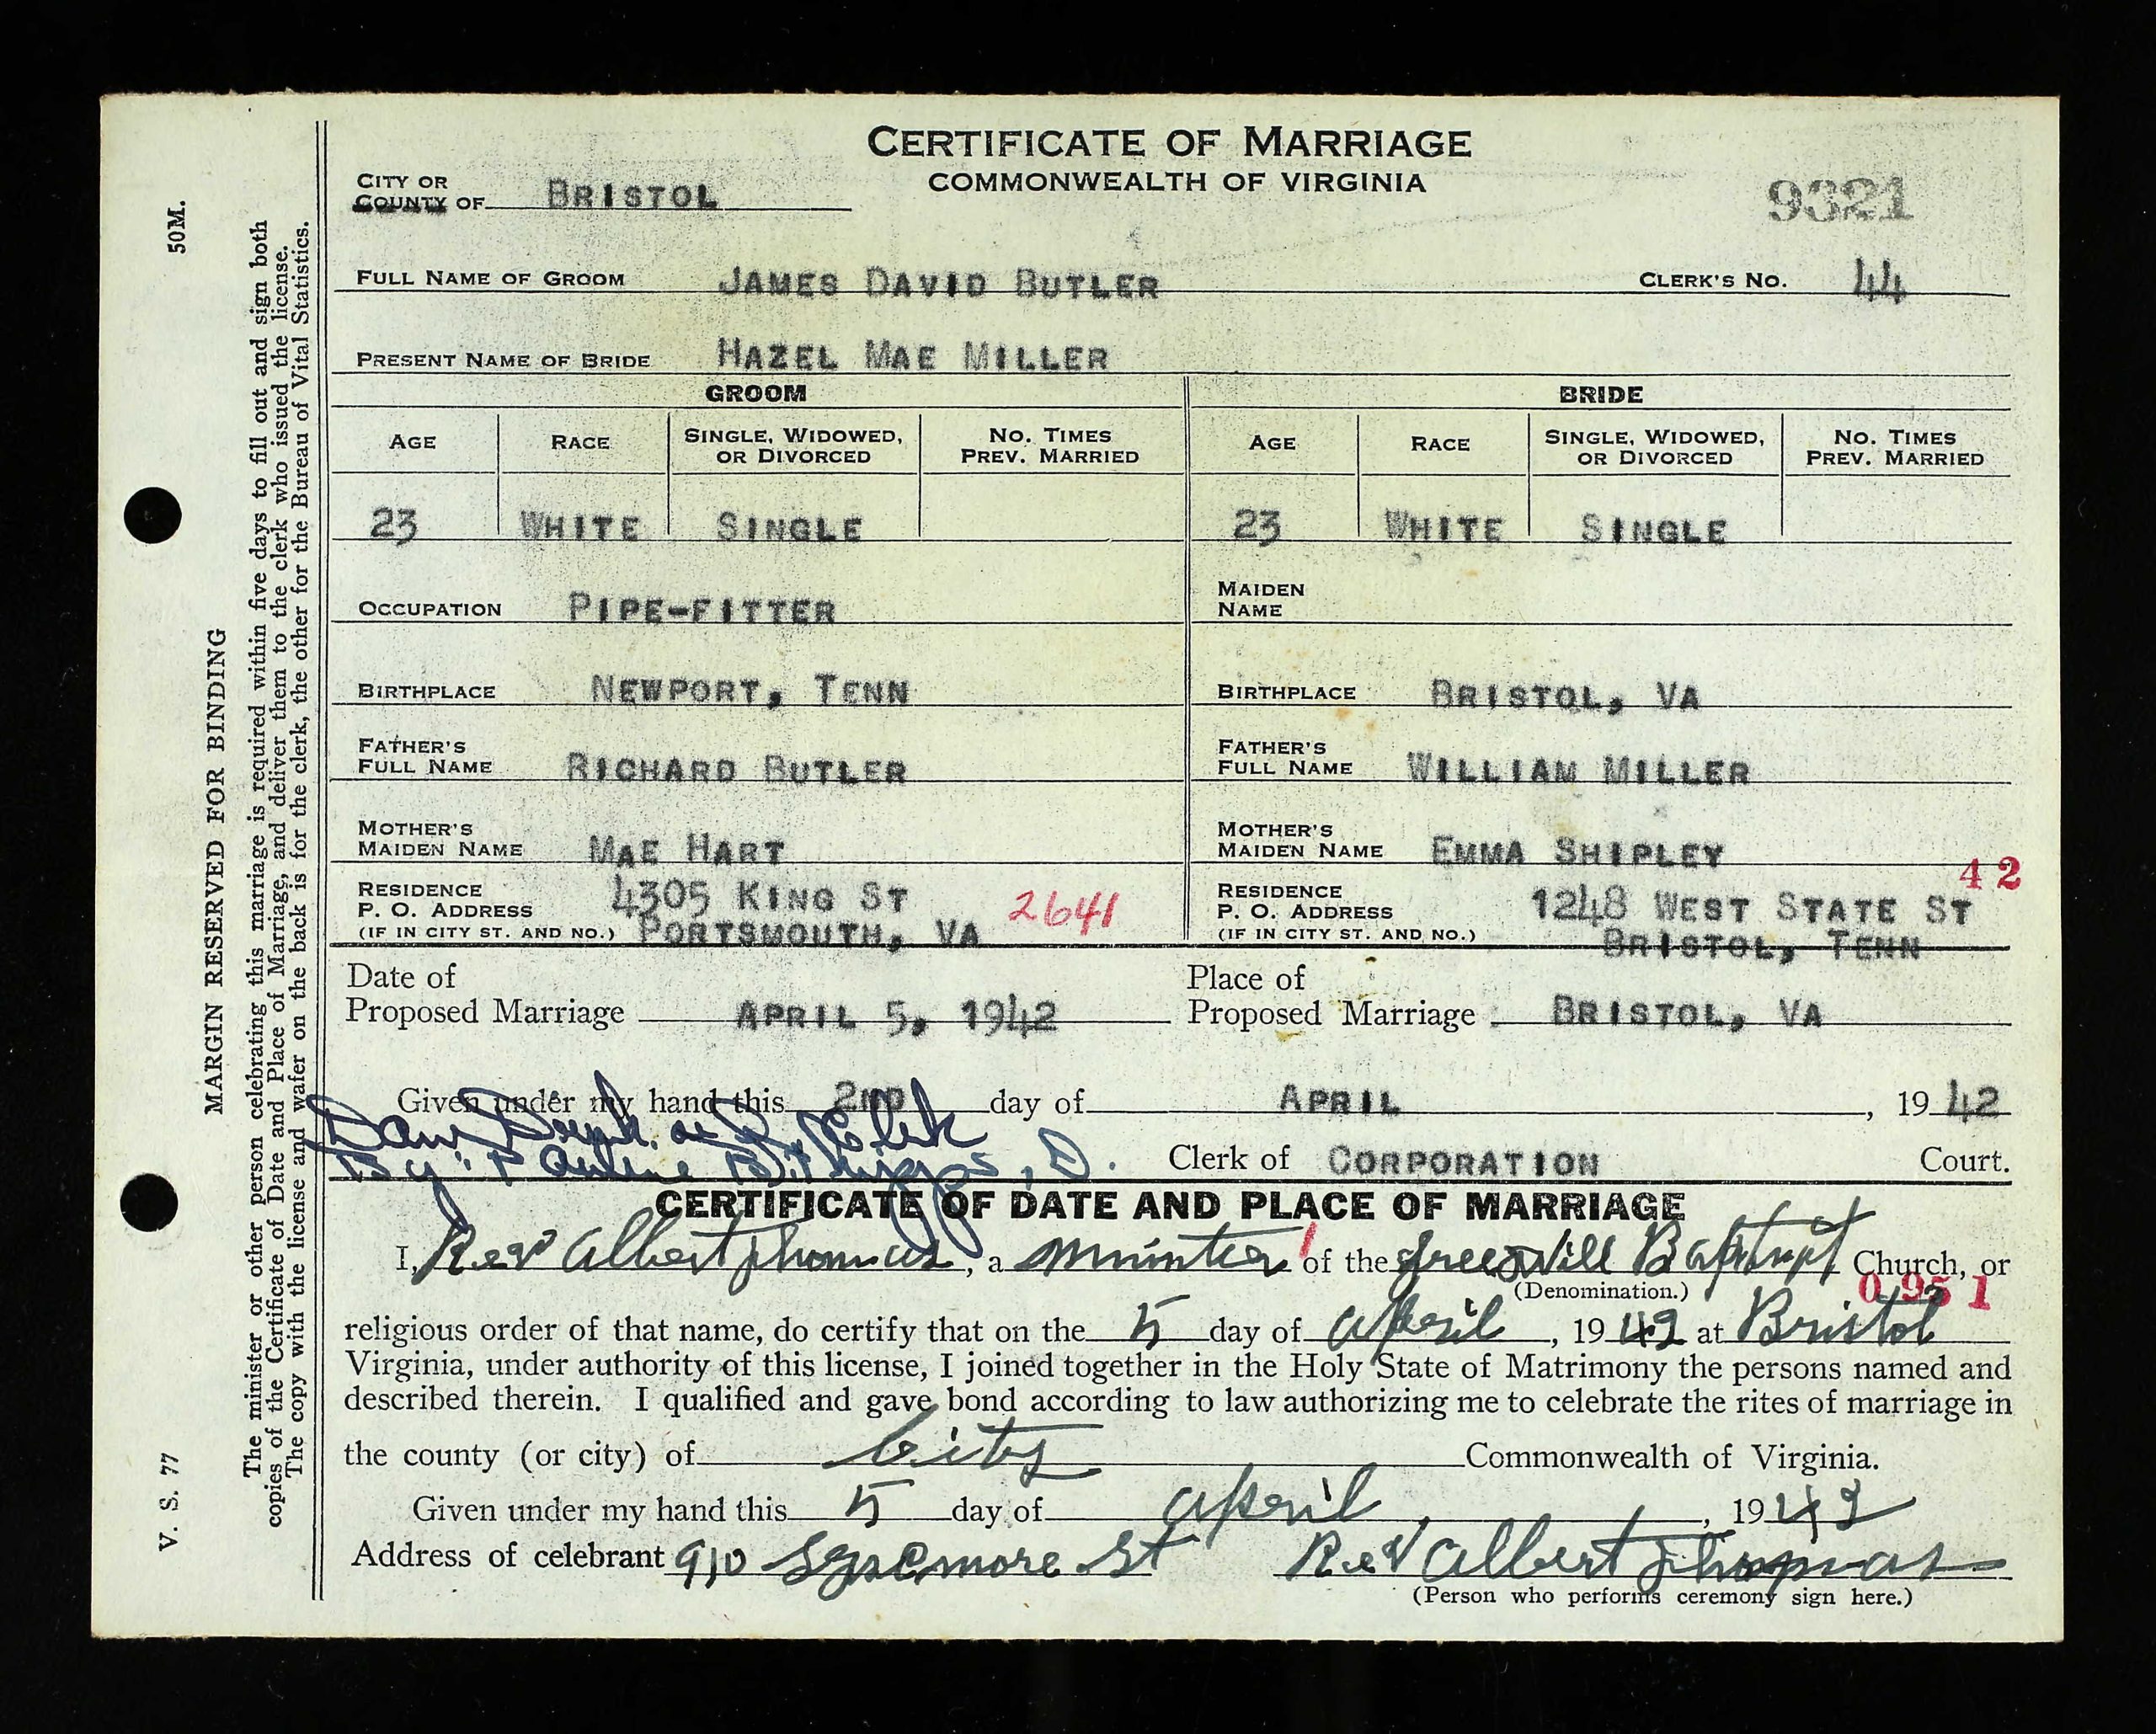 CERTIFICATE OF MARRIAGE
COMMONWEALTH OF VIRGINIA
CITY OR
COUNTY OF BRISTOL
9321
FULL NAME OF GROOM JAMES DAVID BUTLER CLERK'S NO. 44
PRESENT NAME OF BRIDE HAZEL MAE MILLER
GROOM BRIDE
AGE RACE SINGLE, WIDOWED, OR DIVORCED NO. TIMES PREV. MARRIED AGE RACE SINGLE, WIDOWED, OR DIVORCED NO. TIMES PREV. MARRIED
23 WHITE SINGLE 23 WHITE SINGLE
OCCUPATION PIPE-FITTER MAIDEN NAME
BIRTHPLACE NEWPORT, TENN BIRTHPLACE BRISTOL, VA
FATHER'S FULL NAME RICHARD BUTLER FATHER'S FULL NAME WILLIAM MILLER
MOTHER'S MAIDEN NAME MAE HART MOTHER'S MAIDEN NAME EMMA SHIPLEY
42
RESIDENCE P. O. ADDRESS (IF IN CITY ST. AND NO.) 4305 KING ST PORTSMOUTH, VA 2641 RESIDENCE P. O. ADDRESS (IF IN CITY ST. AND NO.) 1248 WEST STATE ST BRISTOL, TENN
Date of Proposed Marriage APRIL 5, 1942 Place of Proposed Marriage BRISTOL, VA
Given under my hand this 2ND day of APRIL, 1942
Clerk
By: Pauline
Clerk of CORPORATION Court.
CERTIFICATE OF DATE AND PLACE OF MARRIAGE
I, Rev Albert Thomas, a minister of the free Will Baptist Church, or
(Denomination.) 0951
religious order of that name, do certify that on the 5 day of April, 1942 at Bristol
Virginia, under authority of this license, I joined together in the Holy State of Matrimony the persons named and
described therein. I qualified and gave bond according to law authorizing me to celebrate the rites of marriage in
the county (or city) of city Commonwealth of Virginia.
Given under my hand this 5 day of April, 1942
Address of celebrant 910 Sycemore St Rev Albert Thomas
(Person who performs ceremony sign here.)
V. S. 77 MARGIN RESERVED FOR BINDING 50M.
The minister or other person celebrating this marriage is required within five days to fill out and sign both
copies of the Certificate of Date and Place of Marriage, and deliver them to the clerk who issued the license.
The copy with the license and wafer on the back is for the clerk, the other for the Bureau of Vital Statistics.